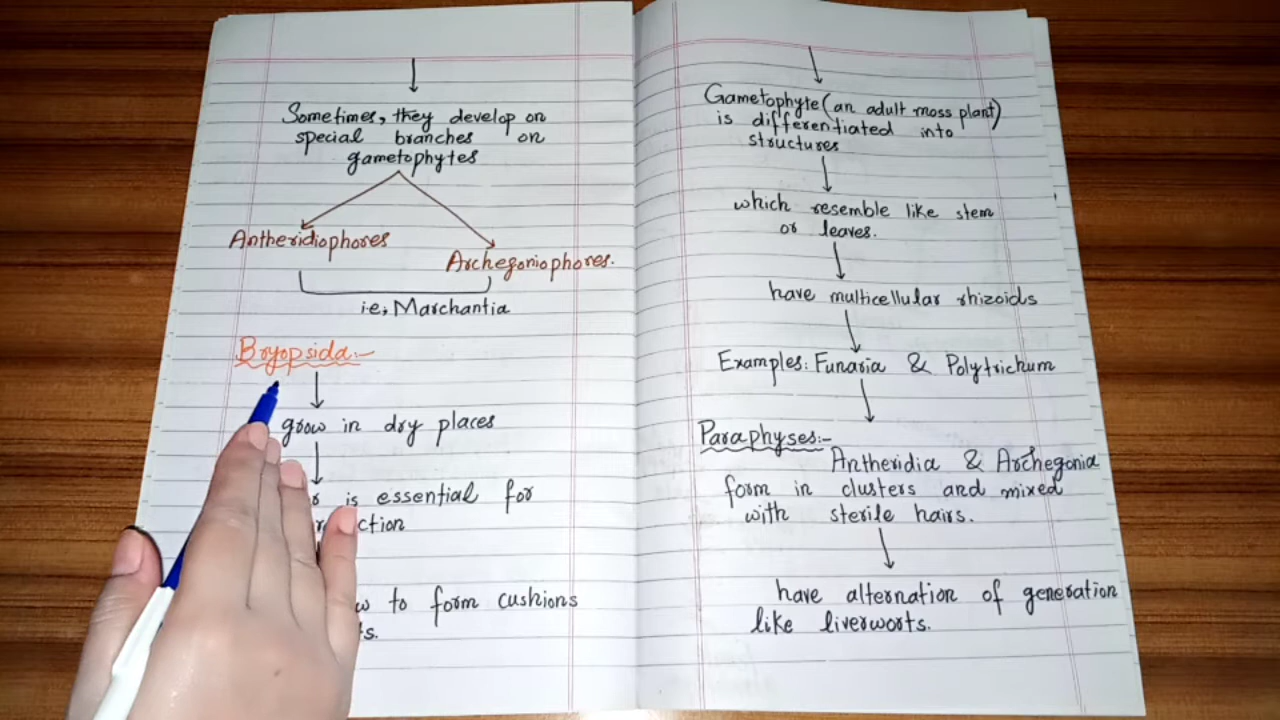 Sometimes, they develop on
special branches on
gametophytes
Antheridiophores
Archegoniophores.
i.e; Marchantia
Bryopsida:-
grow in dry places
is essential for
to form cushions
Gametophyte (an adult moss plant)
is differentiated into
structures
which resemble like stem
or leaves.
have multicellular rhizoids
Examples: Funaria & Polytrichum
Paraphyses:-
Antheridia & Archegonia
form in clusters and mixed
with sterile hairs.
have alternation of generation
like liverworts.